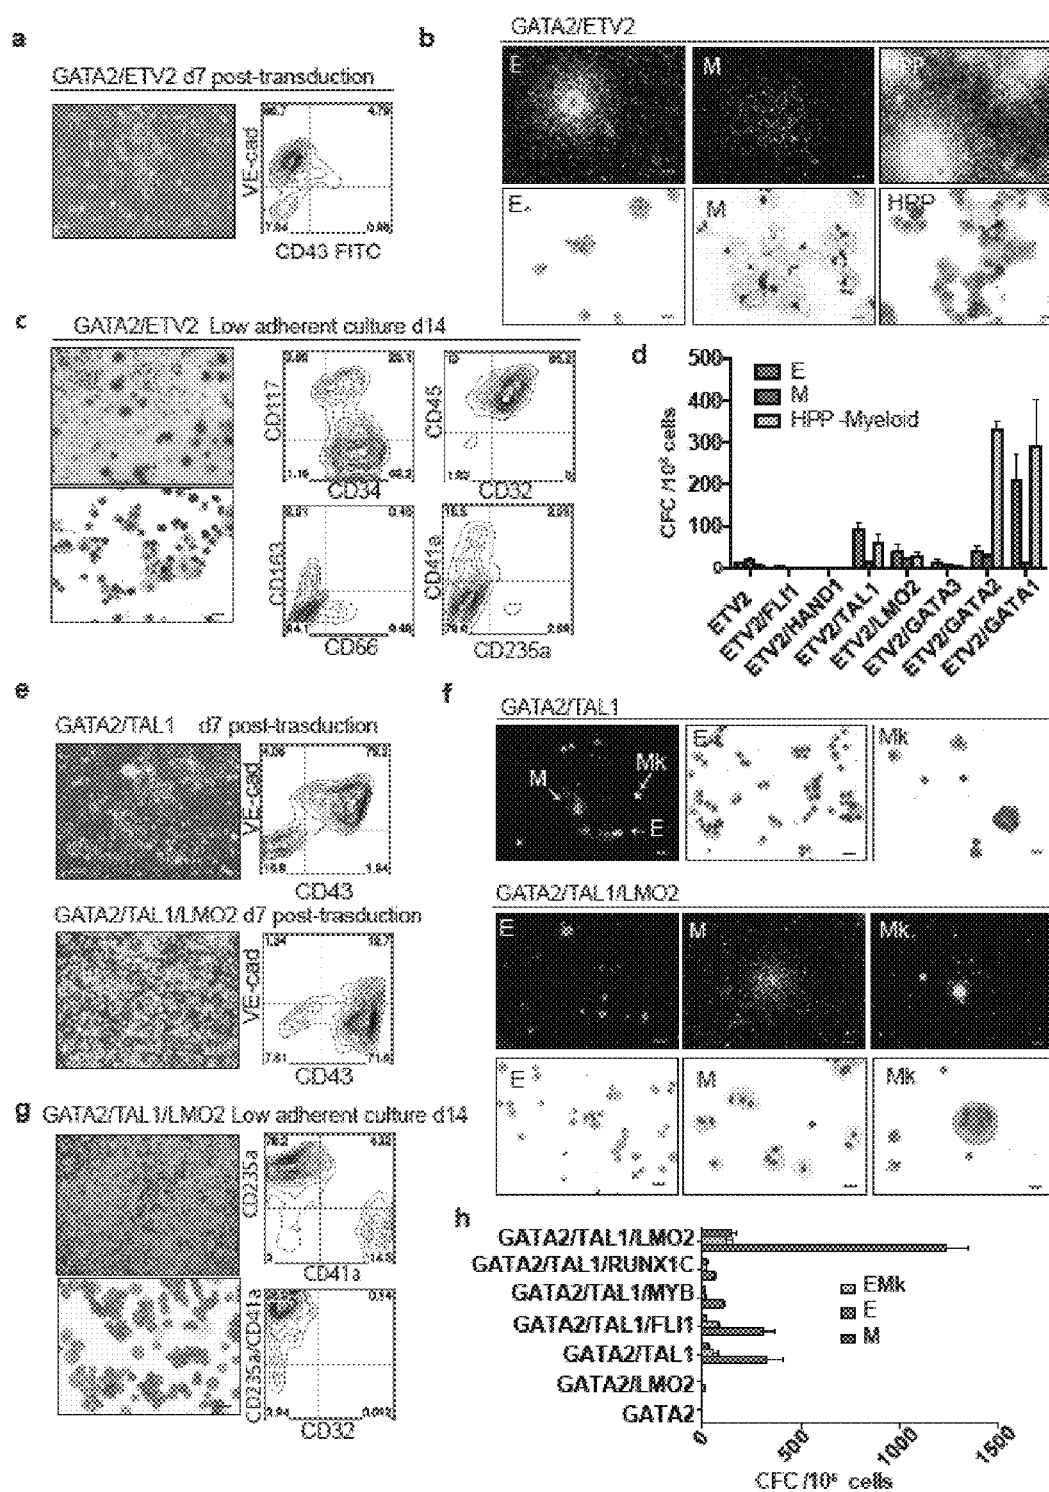 a
GATA2/ETV2 d7 post-transduction
VE-cad
4.79
CD43 FITC
b
GATA2/ETV2
E
M
E
M
HPP
c
GATA2/ETV2 Low adherent culture d14
CD117
CD34
CD45
CD32
CD163
CD66
CD41a
CD235a
d
500
400
300
200
100
0
CFC /10⁵ cells
E
M
HPP -Myeloid
ETV2
ETV2/FLI1
ETV2/HAND1
ETV2/TAL1
ETV2/LMO2
ETV2/GATA3
ETV2/GATA2
ETV2/GATA1
e
GATA2/TAL1 d7 post-trasduction
VE-cad
CD43
GATA2/TAL1/LMO2 d7 post-trasduction
VE-cad
CD43
f
GATA2/TAL1
M
Mk
E
E
Mk
GATA2/TAL1/LMO2
E
M
Mk
E
M
Mk
g
GATA2/TAL1/LMO2 Low adherent culture d14
CD235a
CD41a
CD235a/CD41a
CD32
h
GATA2/TAL1/LMO2
GATA2/TAL1/RUNX1C
GATA2/TAL1/MYB
GATA2/TAL1/FLI1
GATA2/TAL1
GATA2/LMO2
GATA2
EMk
E
M
0
500
1000
1500
CFC /10⁵ cells